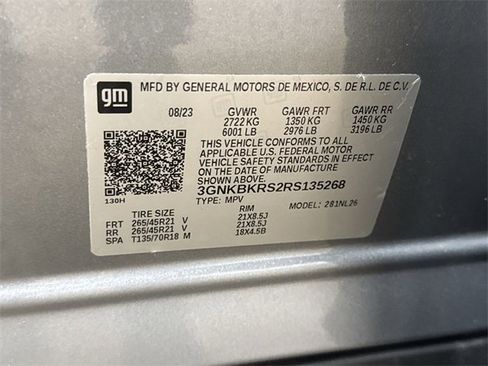 gm
MFD BY GENERAL MOTORS DE MEXICO, S. DE R.L. DE C.V.
08/23 GVWR GAWR FRT GAWR RR
2722 KG 1350 KG 1450 KG
6001 LB 2976 LB 3196 LB
THIS VEHICLE CONFORMS TO ALL
APPLICABLE U.S. FEDERAL MOTOR
VEHICLE SAFETY STANDARDS IN EFFECT
ON THE DATE OF MANUFACTURE
SHOWN ABOVE.
3GNKBKRS2RS135268
130H TYPE: MPV MODEL: 281NL26
TIRE SIZE RIM
FRT 265/45R21 V 21X8.5J
RR 265/45R21 V 21X8.5J
SPA T135/70R18 M 18X4.5B